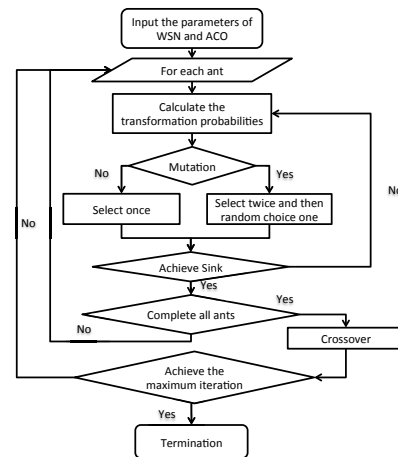 Input the parameters of
WSN and ACO
For each ant
Calculate the
transformation probabilities
Mutation
No
Yes
Select once
Select twice and then
random choice one
No
No
No
Achieve Sink
Yes
Complete all ants
Yes
No
Crossover
Achieve the
maximum iteration
Yes
Termination